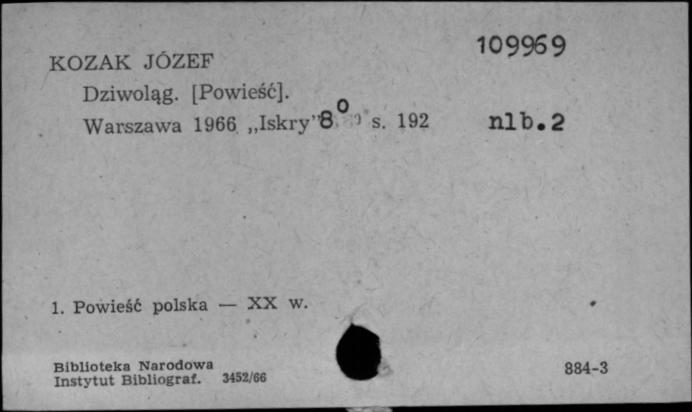 109969
KOZAK JÓZEF
Dziwoląg. [Powieść].
Warszawa 1966 „Iskry” 8⁰ s. 192 nlb. 2
1. Powieść polska — XX w.
Biblioteka Narodowa
Instytut Bibliograf. 3452/66
884-3